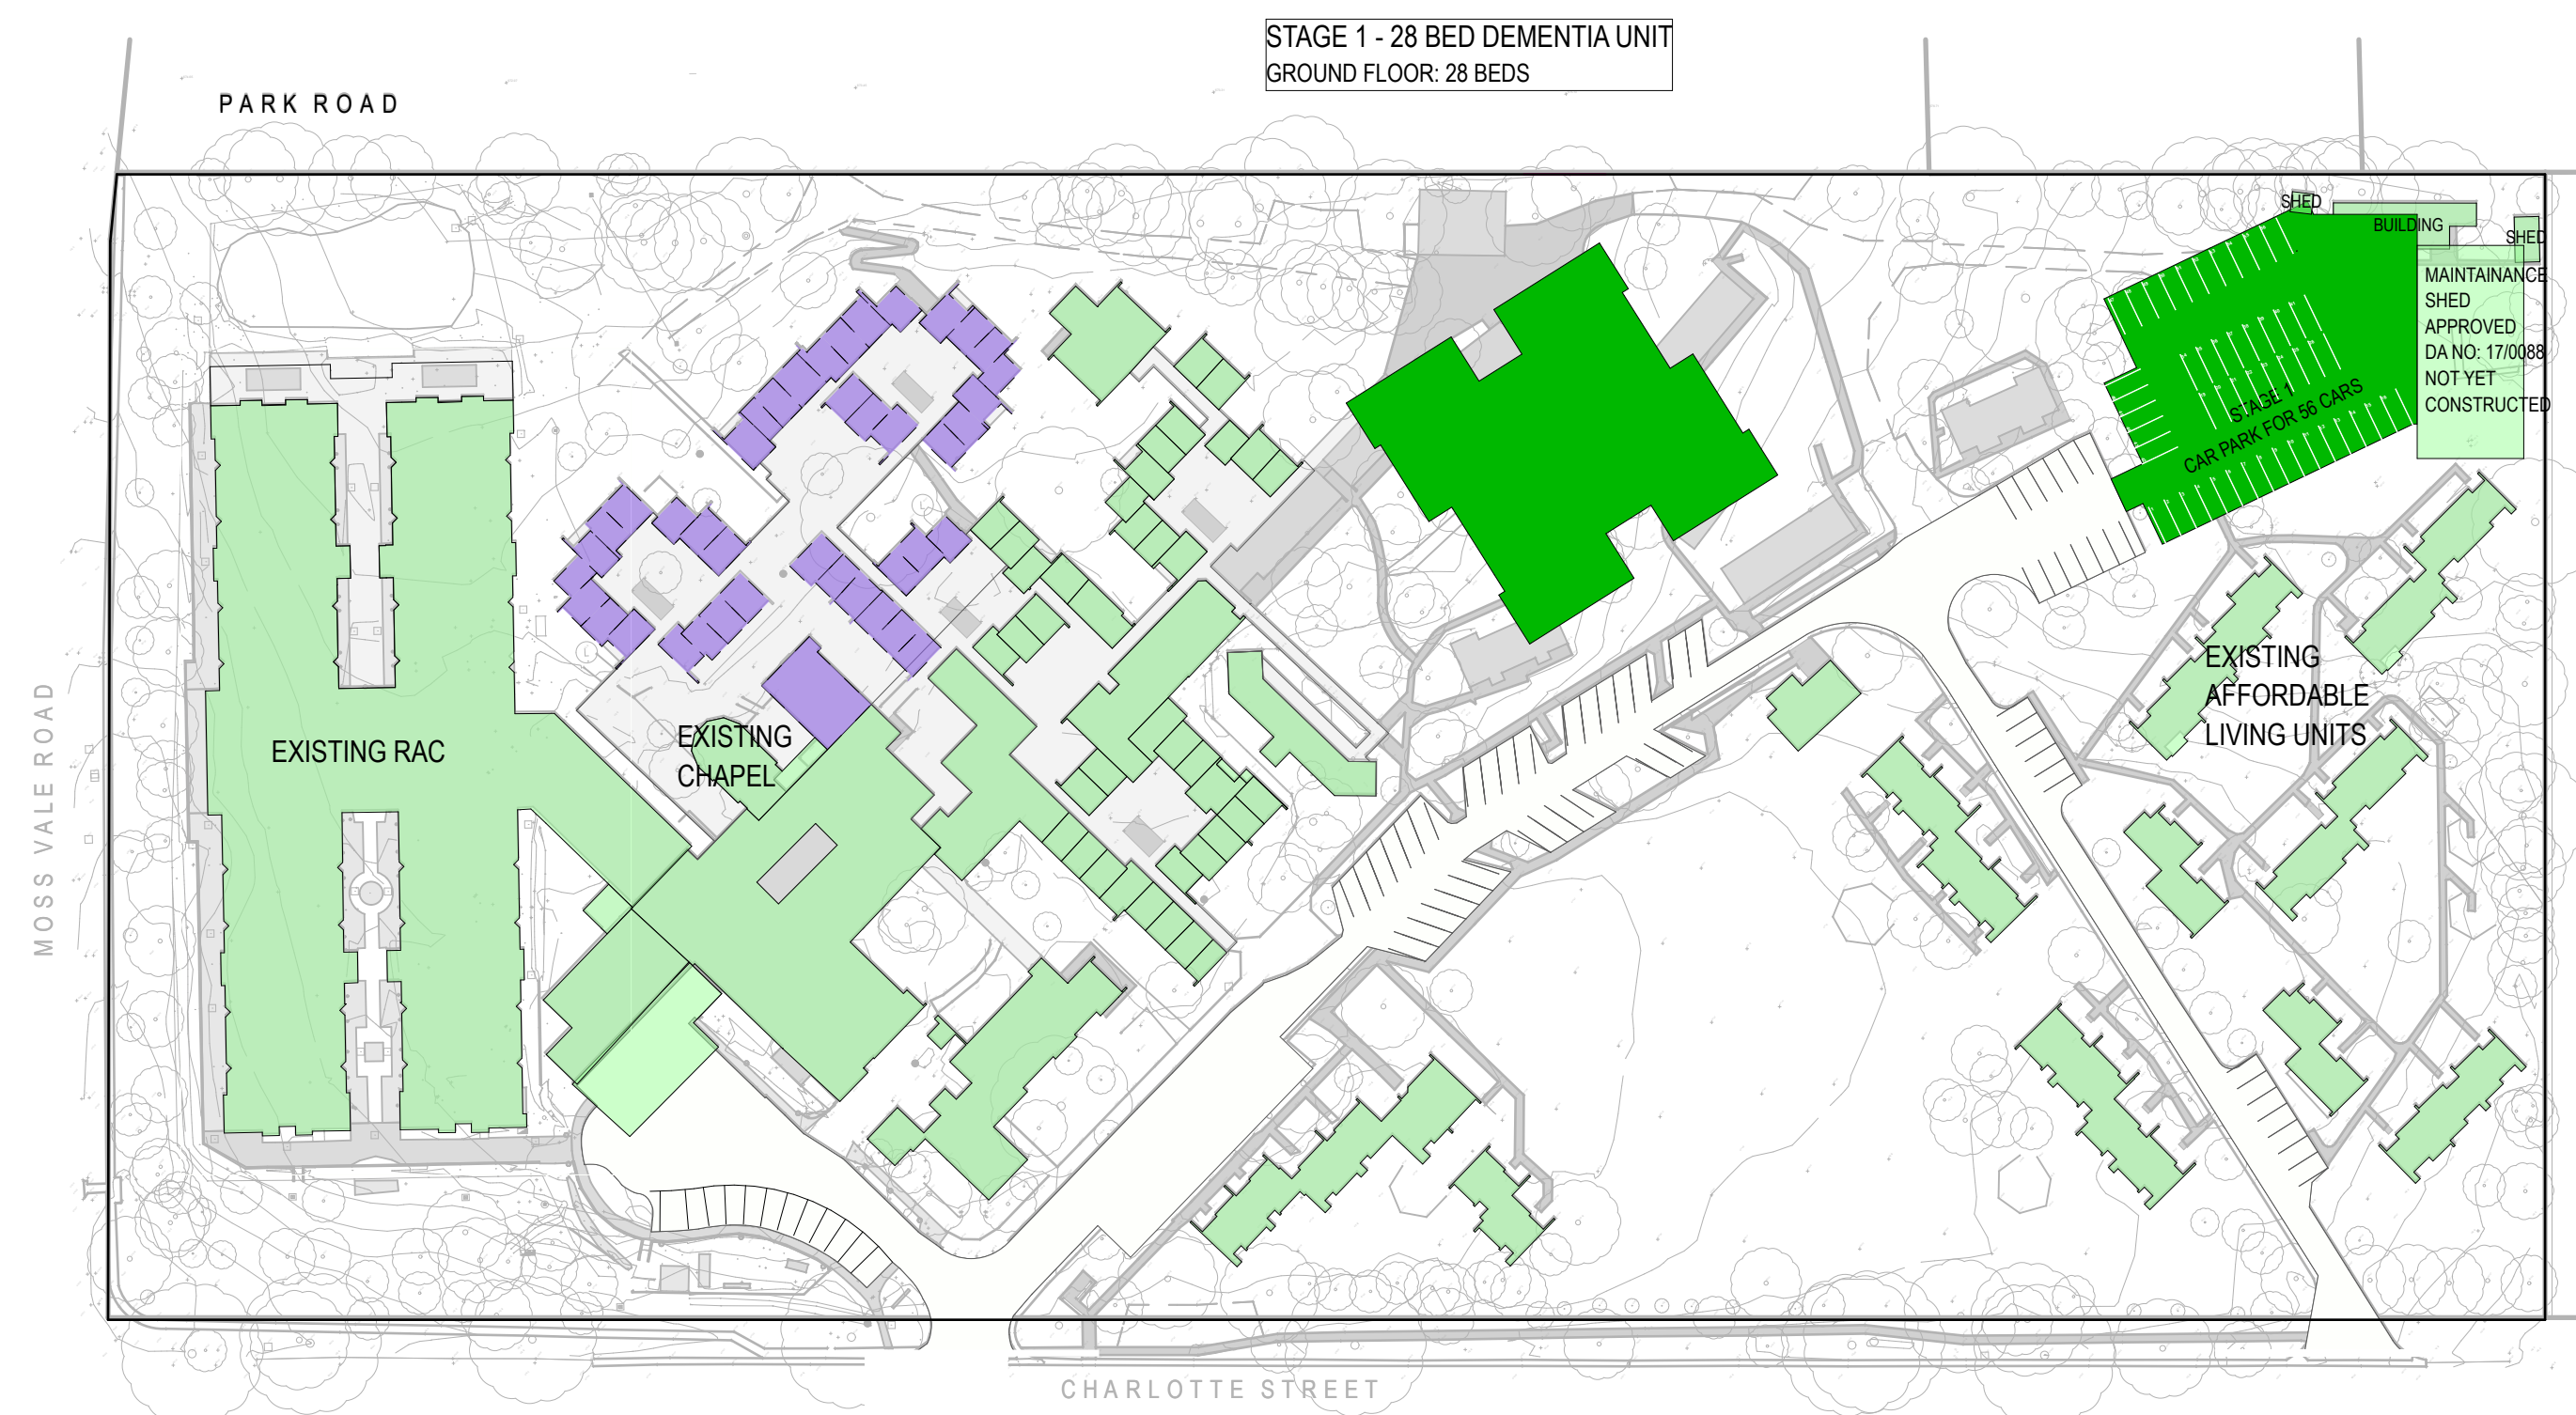 STAGE 1 - 28 BED DEMENTIA UNIT
GROUND FLOOR: 28 BEDS
PARK ROAD
SHED
BUILDING
SHED
MAINTAINANCE
SHED
APPROVED
DA NO: 17/0088
NOT YET
CONSTRUCTED
STAGE 1
CAR PARK FOR 56 CARS
EXISTING
AFFORDABLE
LIVING UNITS
EXISTING RAC
EXISTING
CHAPEL
MOSS VALE ROAD
CHARLOTTE STREET